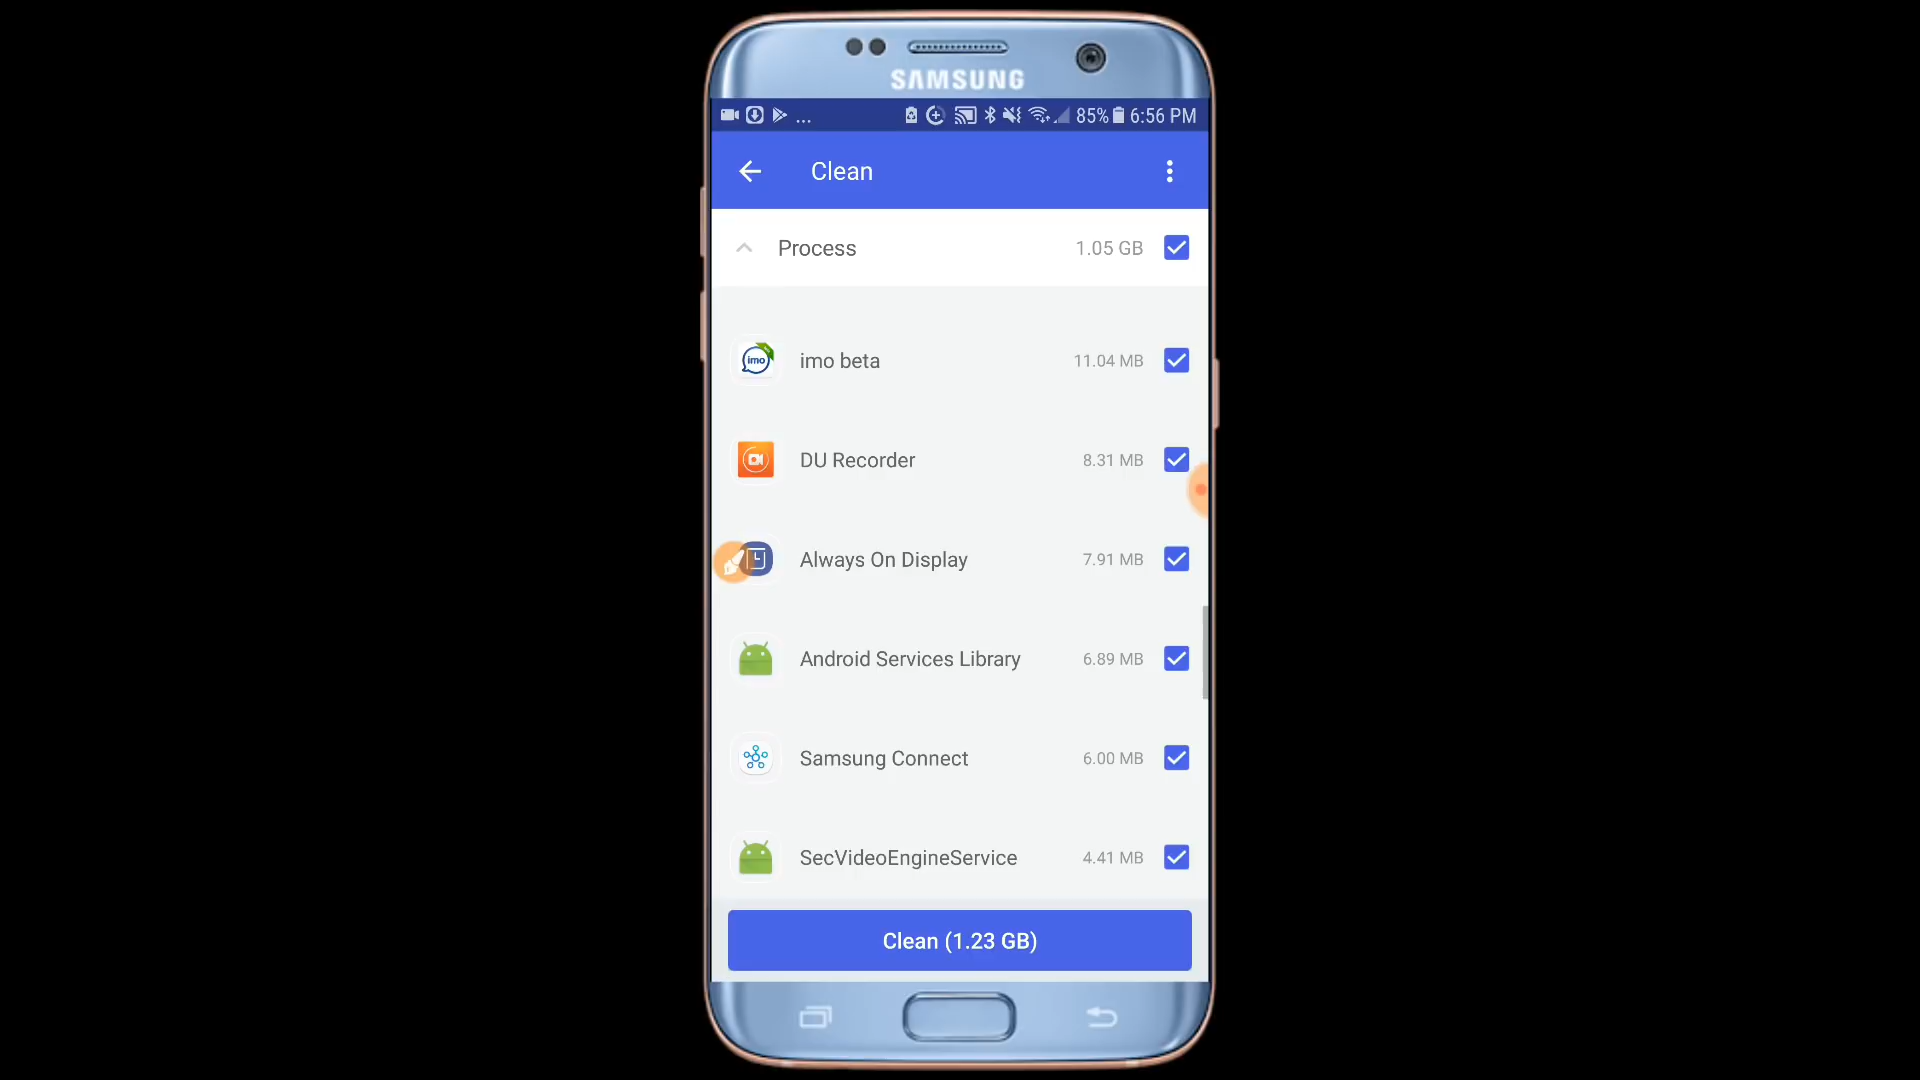 SAMSUNG
... 85% 6:56 PM
Clean
Process 1.05 GB
imo beta 11.04 MB
DU Recorder 8.31 MB
Always On Display 7.91 MB
Android Services Library 6.89 MB
Samsung Connect 6.00 MB
SecVideoEngineService 4.41 MB
Clean (1.23 GB)